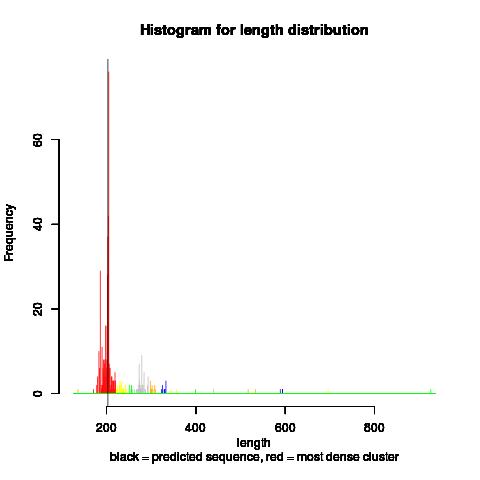 Histogram for length distribution
Frequency
60
40
20
0
200 400 600 800
length
black = predicted sequence, red = most dense cluster